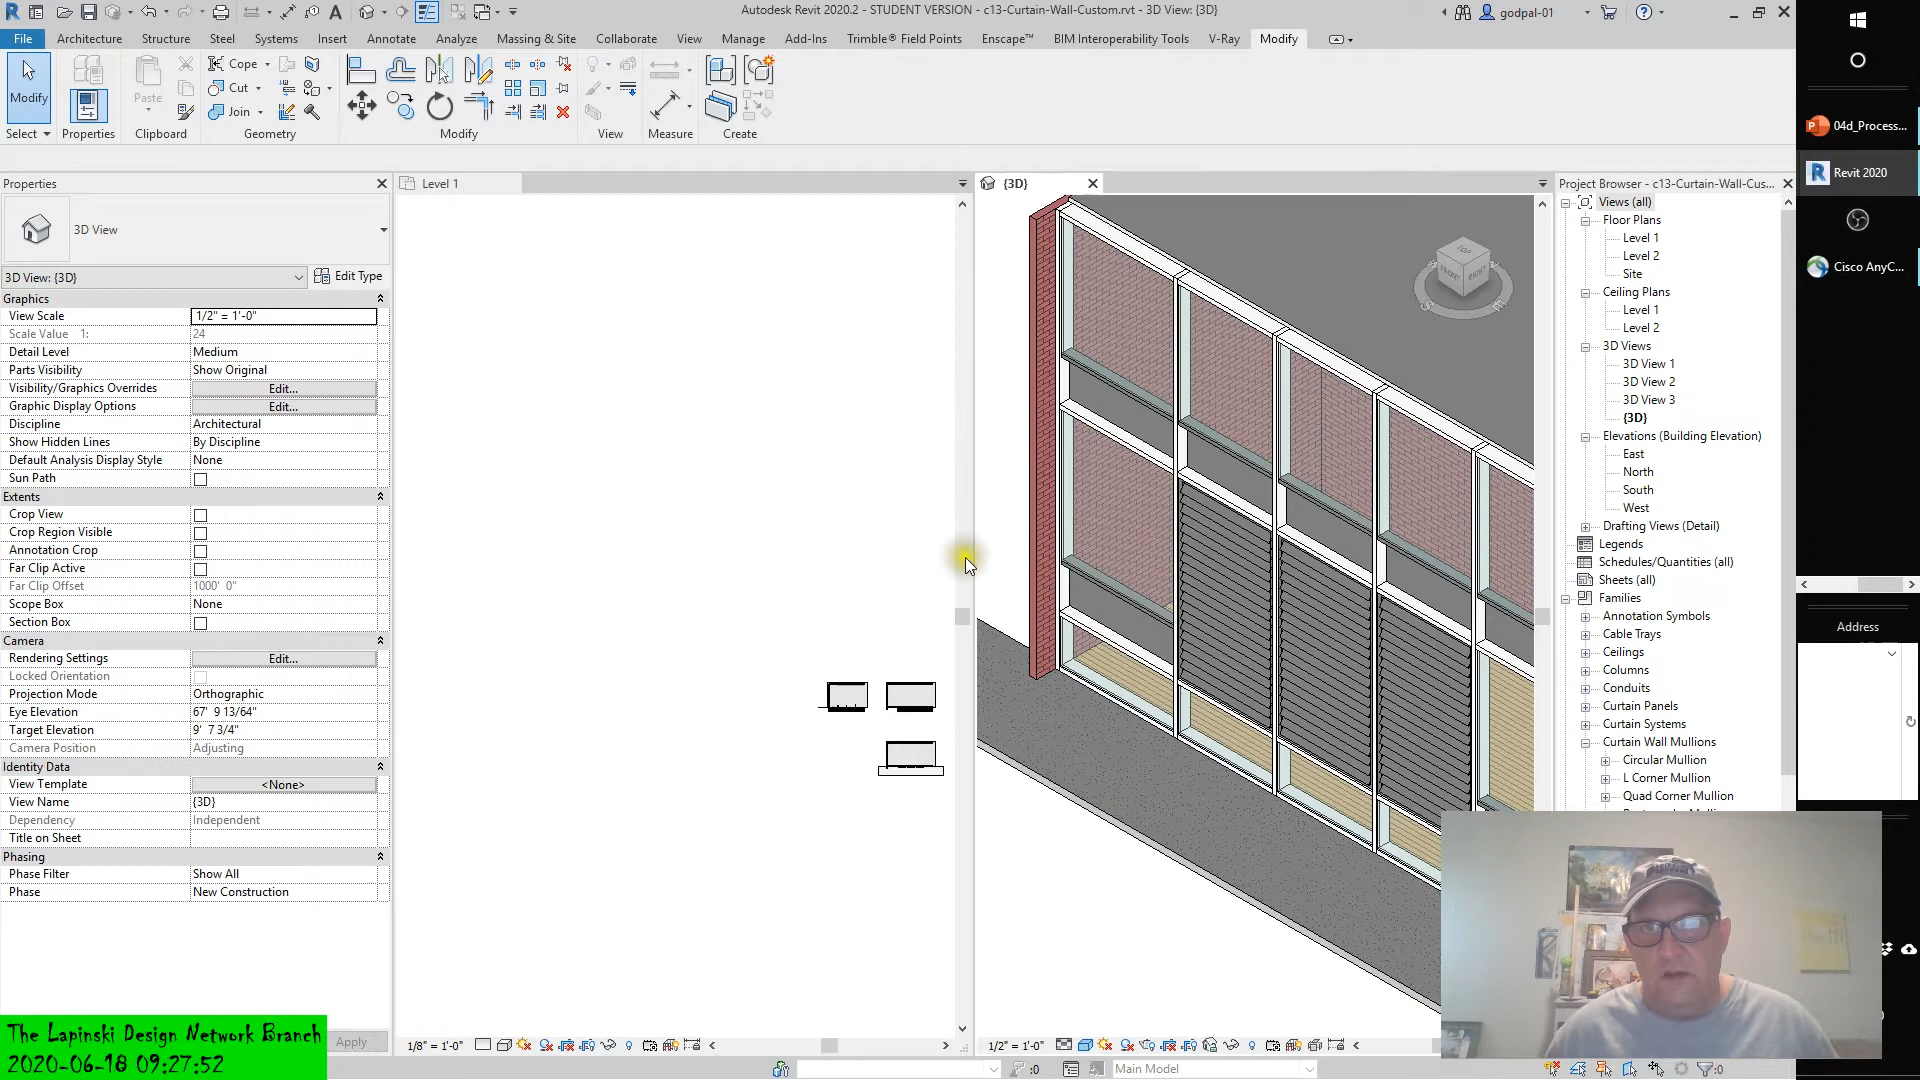 Autodesk Revit 2020.2 - STUDENT VERSION - c13-Curtain-Wall-Custom.rvt - 3D View: {3D}
godpal-01
File Architecture Structure Steel Systems Insert Annotate Analyze Massing & Site Collaborate View Manage Add-Ins Trimble® Field Points Enscape™ BIM Interoperability Tools V-Ray Modify
Modify
Paste
Cope
Cut
Join
Select Properties Clipboard Geometry Modify View Measure Create
Properties
3D View
3D View: {3D}
Edit Type
Graphics
View Scale 1/2" = 1'-0"
Scale Value 1: 24
Detail Level Medium
Parts Visibility Show Original
Visibility/Graphics Overrides Edit...
Graphic Display Options Edit...
Discipline Architectural
Show Hidden Lines By Discipline
Default Analysis Display Style None
Sun Path
Extents
Crop View
Crop Region Visible
Annotation Crop
Far Clip Active
Far Clip Offset 1000' 0"
Scope Box None
Section Box
Camera
Rendering Settings Edit...
Locked Orientation
Projection Mode Orthographic
Eye Elevation 67' 9 13/64"
Target Elevation 9' 7 3/4"
Camera Position Adjusting
Identity Data
View Template <None>
View Name {3D}
Dependency Independent
Title on Sheet
Phasing
Phase Filter Show All
Phase New Construction
Apply
The Lapinski Design Network Branch
2020-06-18 09:27:52
Level 1
1/8" = 1'-0"
{3D}
TOP
FRONT
RIGHT
S
E
1/2" = 1'-0"
:0
Main Model
:0
Project Browser - c13-Curtain-Wall-Cus...
Views (all)
Floor Plans
Level 1
Level 2
Site
Ceiling Plans
Level 1
Level 2
3D Views
3D View 1
3D View 2
3D View 3
{3D}
Elevations (Building Elevation)
East
North
South
West
Drafting Views (Detail)
Legends
Schedules/Quantities (all)
Sheets (all)
Families
Annotation Symbols
Cable Trays
Ceilings
Columns
Conduits
Curtain Panels
Curtain Systems
Curtain Wall Mullions
Circular Mullion
L Corner Mullion
Quad Corner Mullion
04d_Process...
Revit 2020
Cisco AnyC...
Address